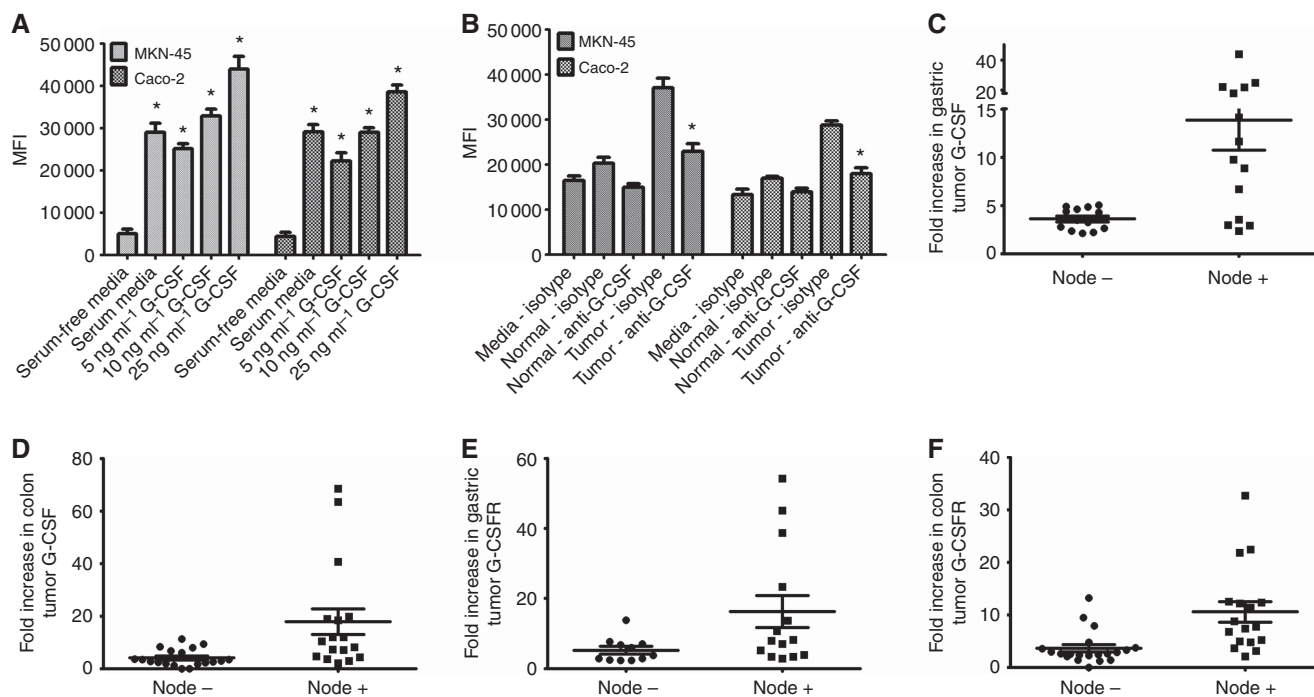 A
MFI
50 000
40 000
30 000
20 000
10 000
0
MKN-45
Caco-2
*
*
*
*
*
*
*
*
Serum-free media
Serum media
5 ng ml⁻¹ G-CSF
10 ng ml⁻¹ G-CSF
25 ng ml⁻¹ G-CSF
Serum-free media
Serum media
5 ng ml⁻¹ G-CSF
10 ng ml⁻¹ G-CSF
25 ng ml⁻¹ G-CSF
B
MFI
50 000
40 000
30 000
20 000
10 000
0
MKN-45
Caco-2
*
*
Media - isotype
Normal - isotype
Normal - anti-G-CSF
Tumor - isotype
Tumor - anti-G-CSF
Media - isotype
Normal - isotype
Normal - anti-G-CSF
Tumor - isotype
Tumor - anti-G-CSF
C
Fold increase in gastric
tumor G-CSF
40
20
15
10
5
0
Node –
Node +
D
Fold increase in colon
tumor G-CSF
80
60
40
20
0
Node –
Node +
E
Fold increase in gastric
tumor G-CSFR
60
40
20
0
Node –
Node +
F
Fold increase in colon
tumor G-CSFR
40
30
20
10
0
Node –
Node +